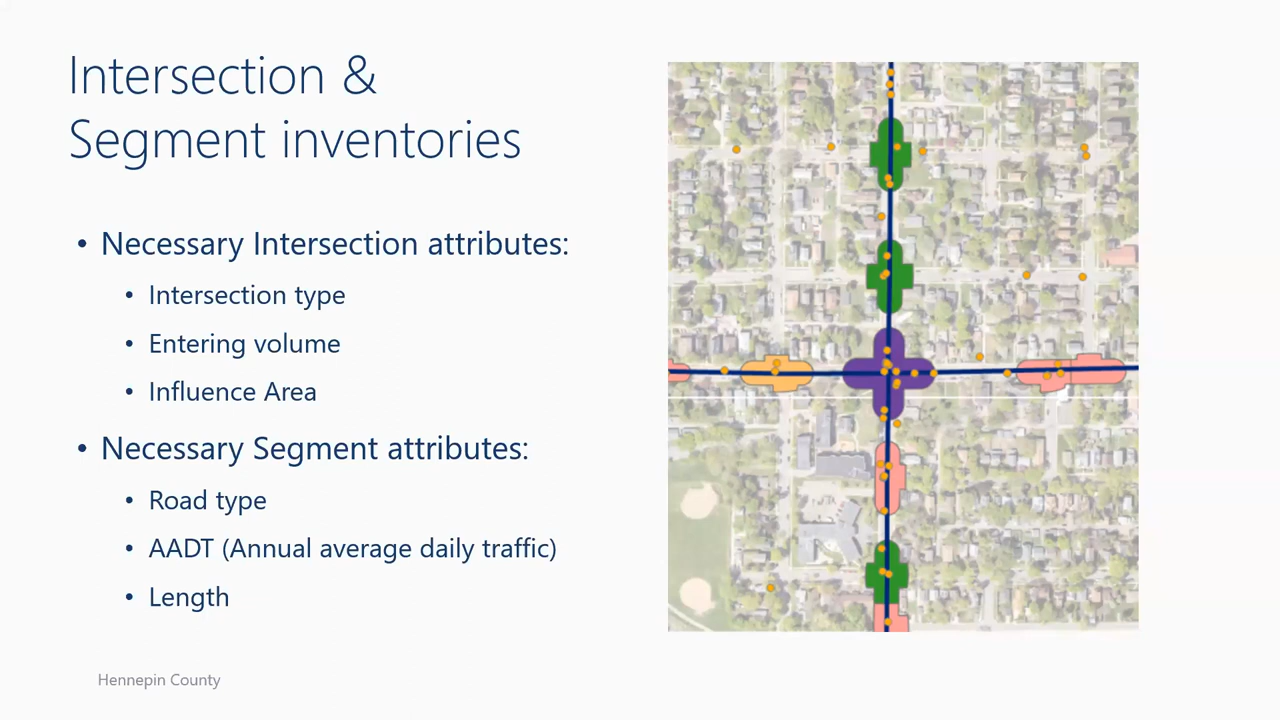 Intersection &
Segment inventories
• Necessary Intersection attributes:
• Intersection type
• Entering volume
• Influence Area
• Necessary Segment attributes:
• Road type
• AADT (Annual average daily traffic)
• Length
Hennepin County